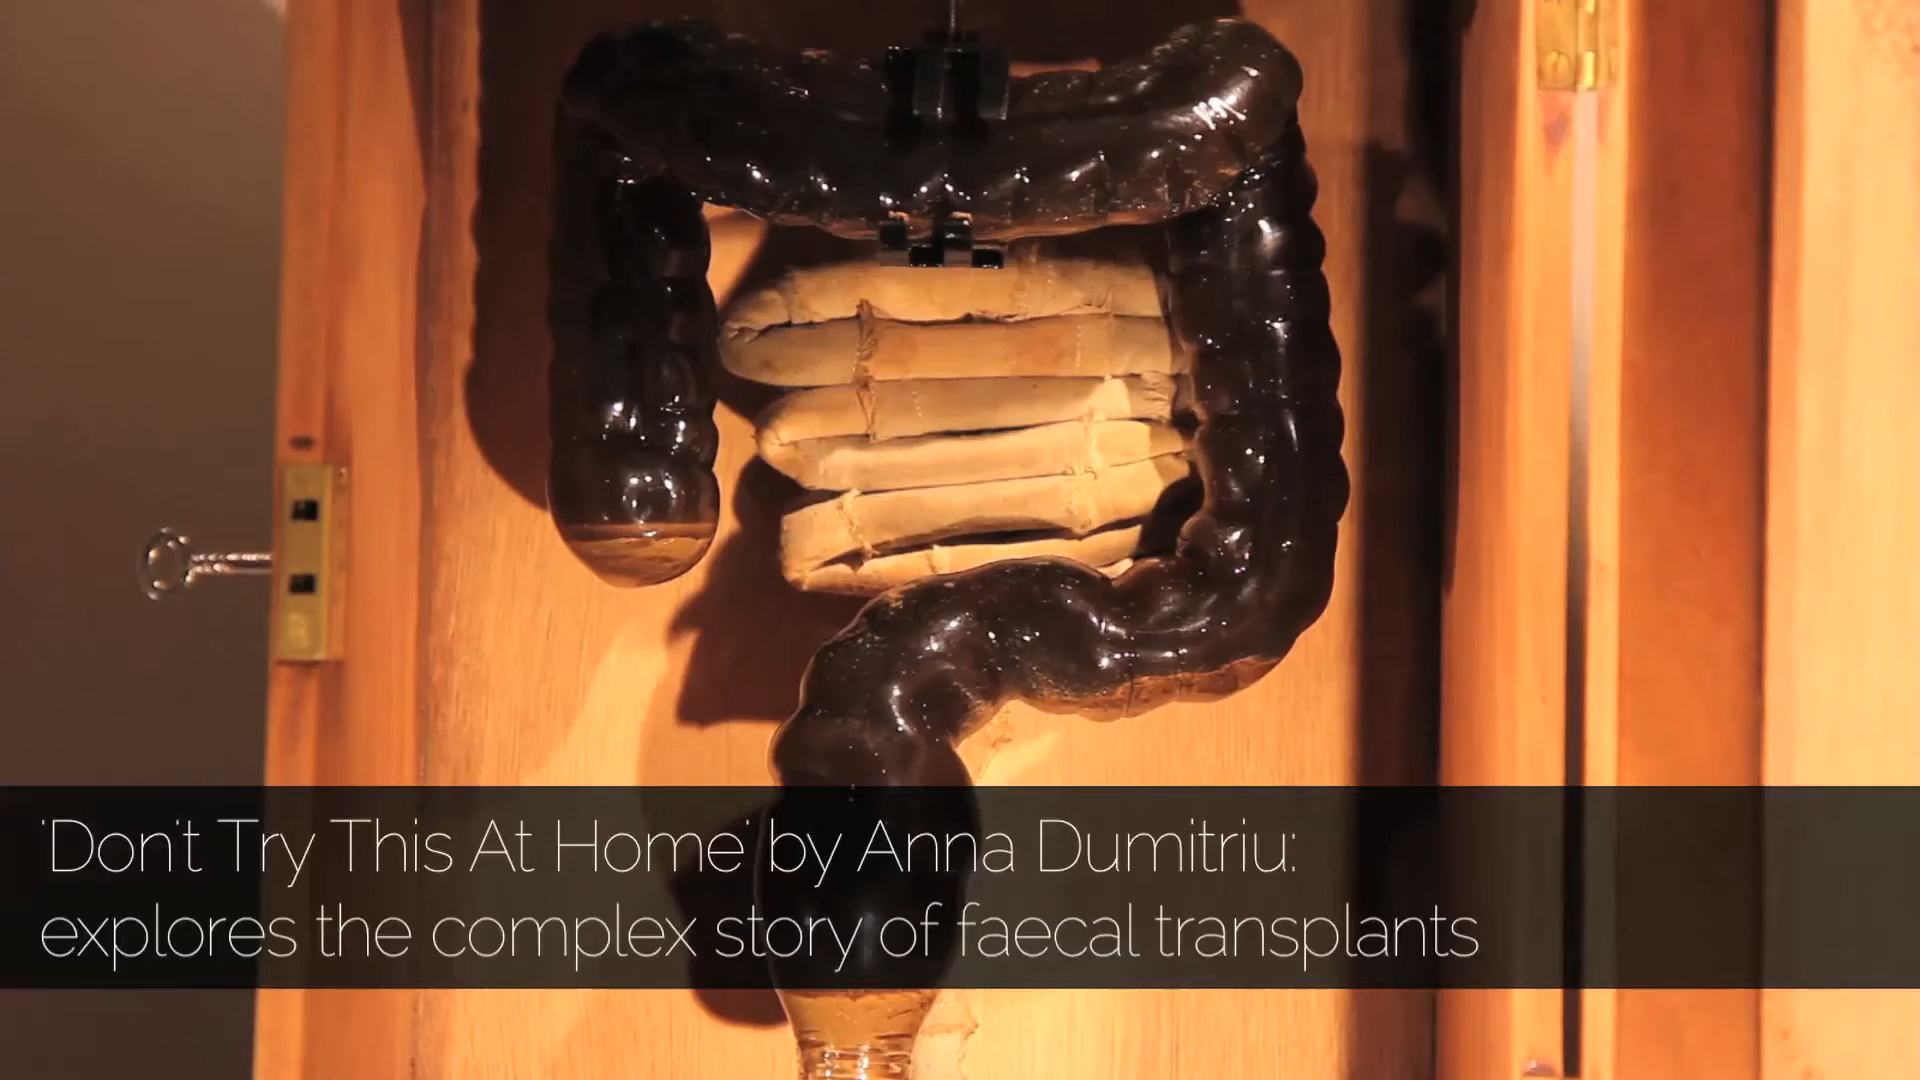 'Don't Try This At Home' by Anna Dumitriu:
explores the complex story of faecal transplants